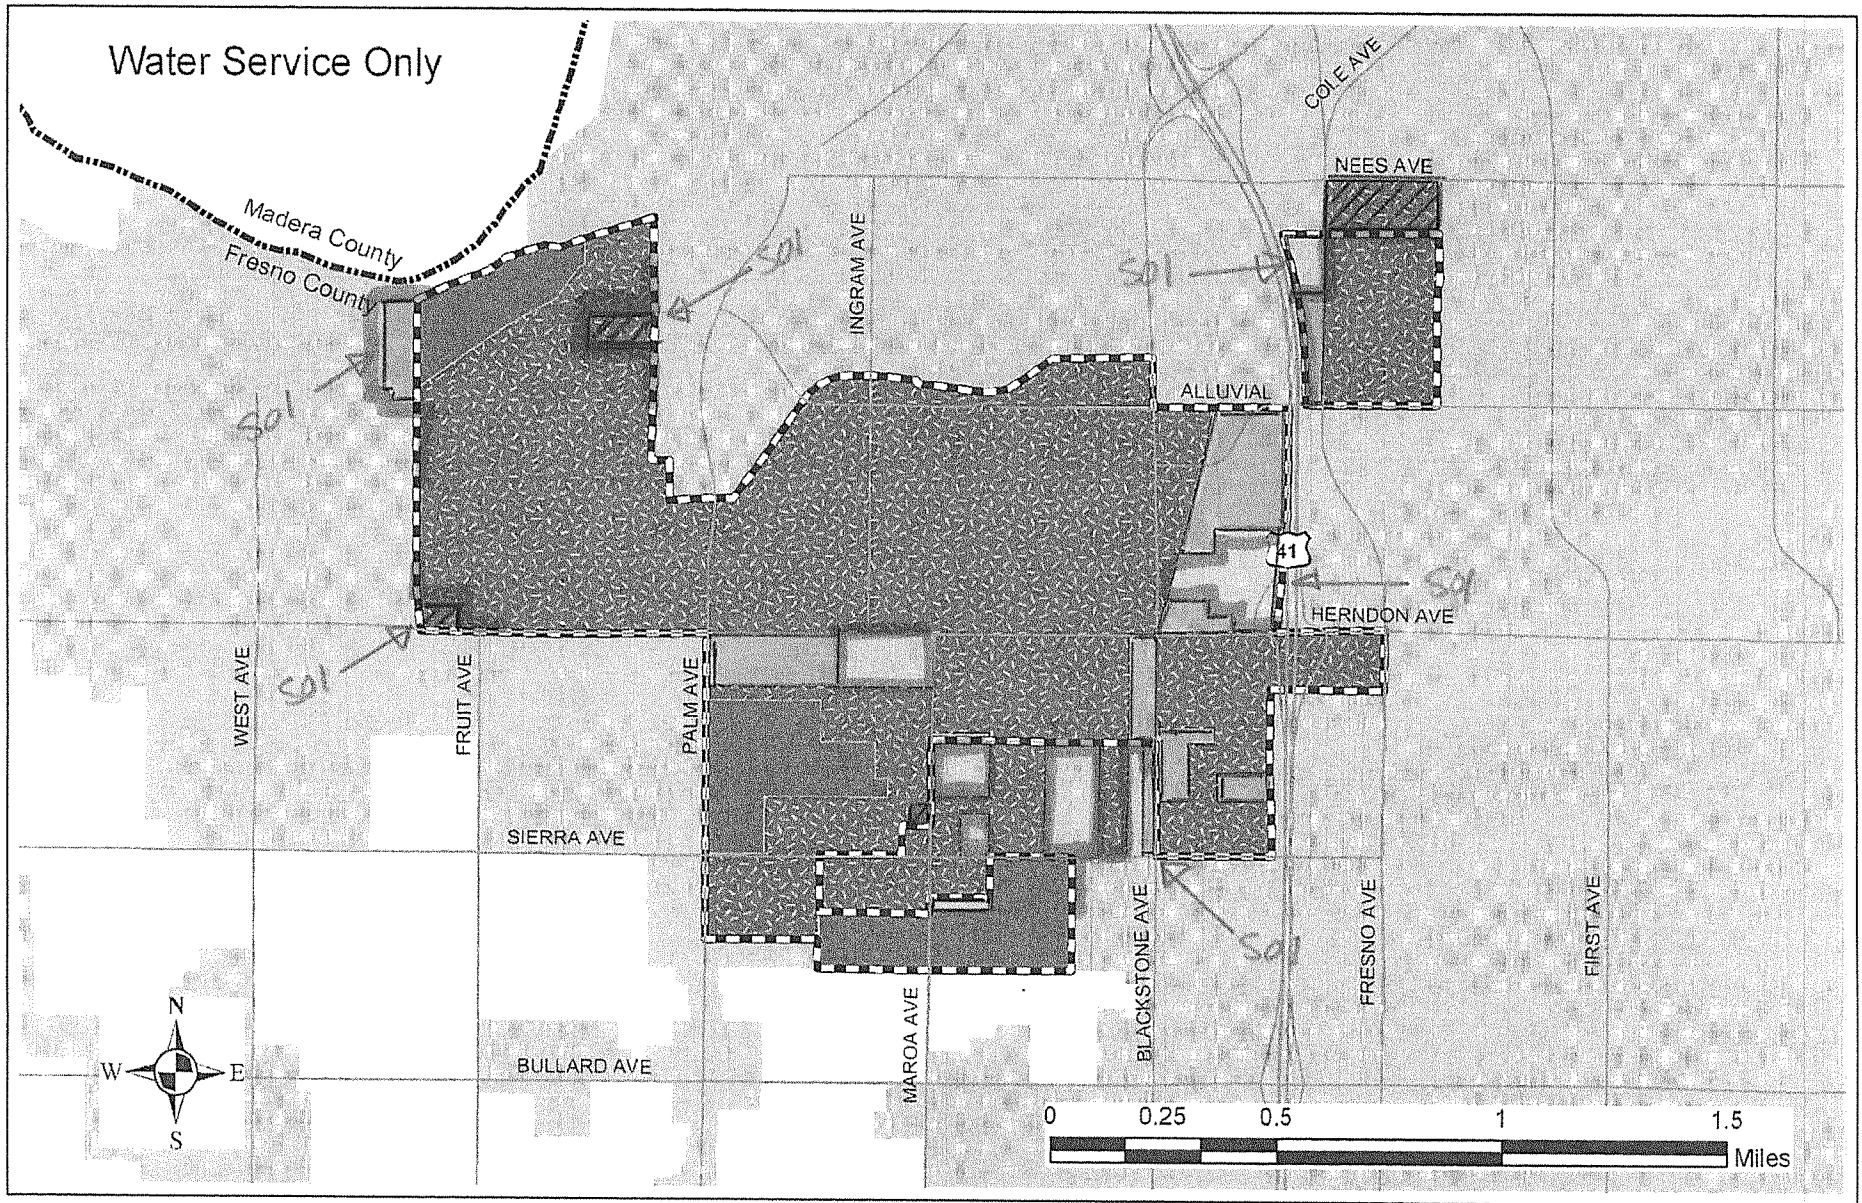 Water Service Only
COLE AVE
NEES AVE
Madera County
Fresno County
INGRAM AVE
SOI
SOI
SOI
SOI
ALLUVIAL
41
SOI
HERNDON AVE
SOI
WEST AVE
FRUIT AVE
PALM AVE
SIERRA AVE
SOI
BLACKSTONE AVE
FRESNO AVE
FIRST AVE
MAROA AVE
BULLARD AVE
N
W
E
S
0 0.25 0.5 1 1.5
Miles